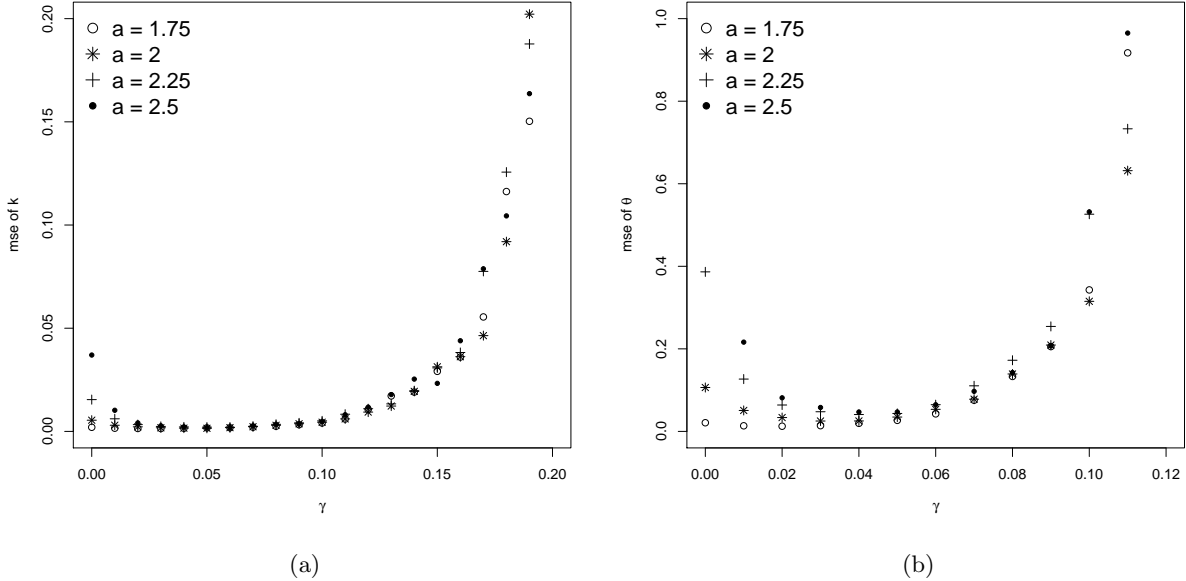 a = 1.75
a = 2
a = 2.25
a = 2.5
mse of k
0.00
0.05
0.10
0.15
0.20
0.00
0.05
0.10
0.15
0.20
γ
(a)
a = 1.75
a = 2
a = 2.25
a = 2.5
mse of θ
0.0
0.2
0.4
0.6
0.8
1.0
0.00
0.02
0.04
0.06
0.08
0.10
0.12
γ
(b)